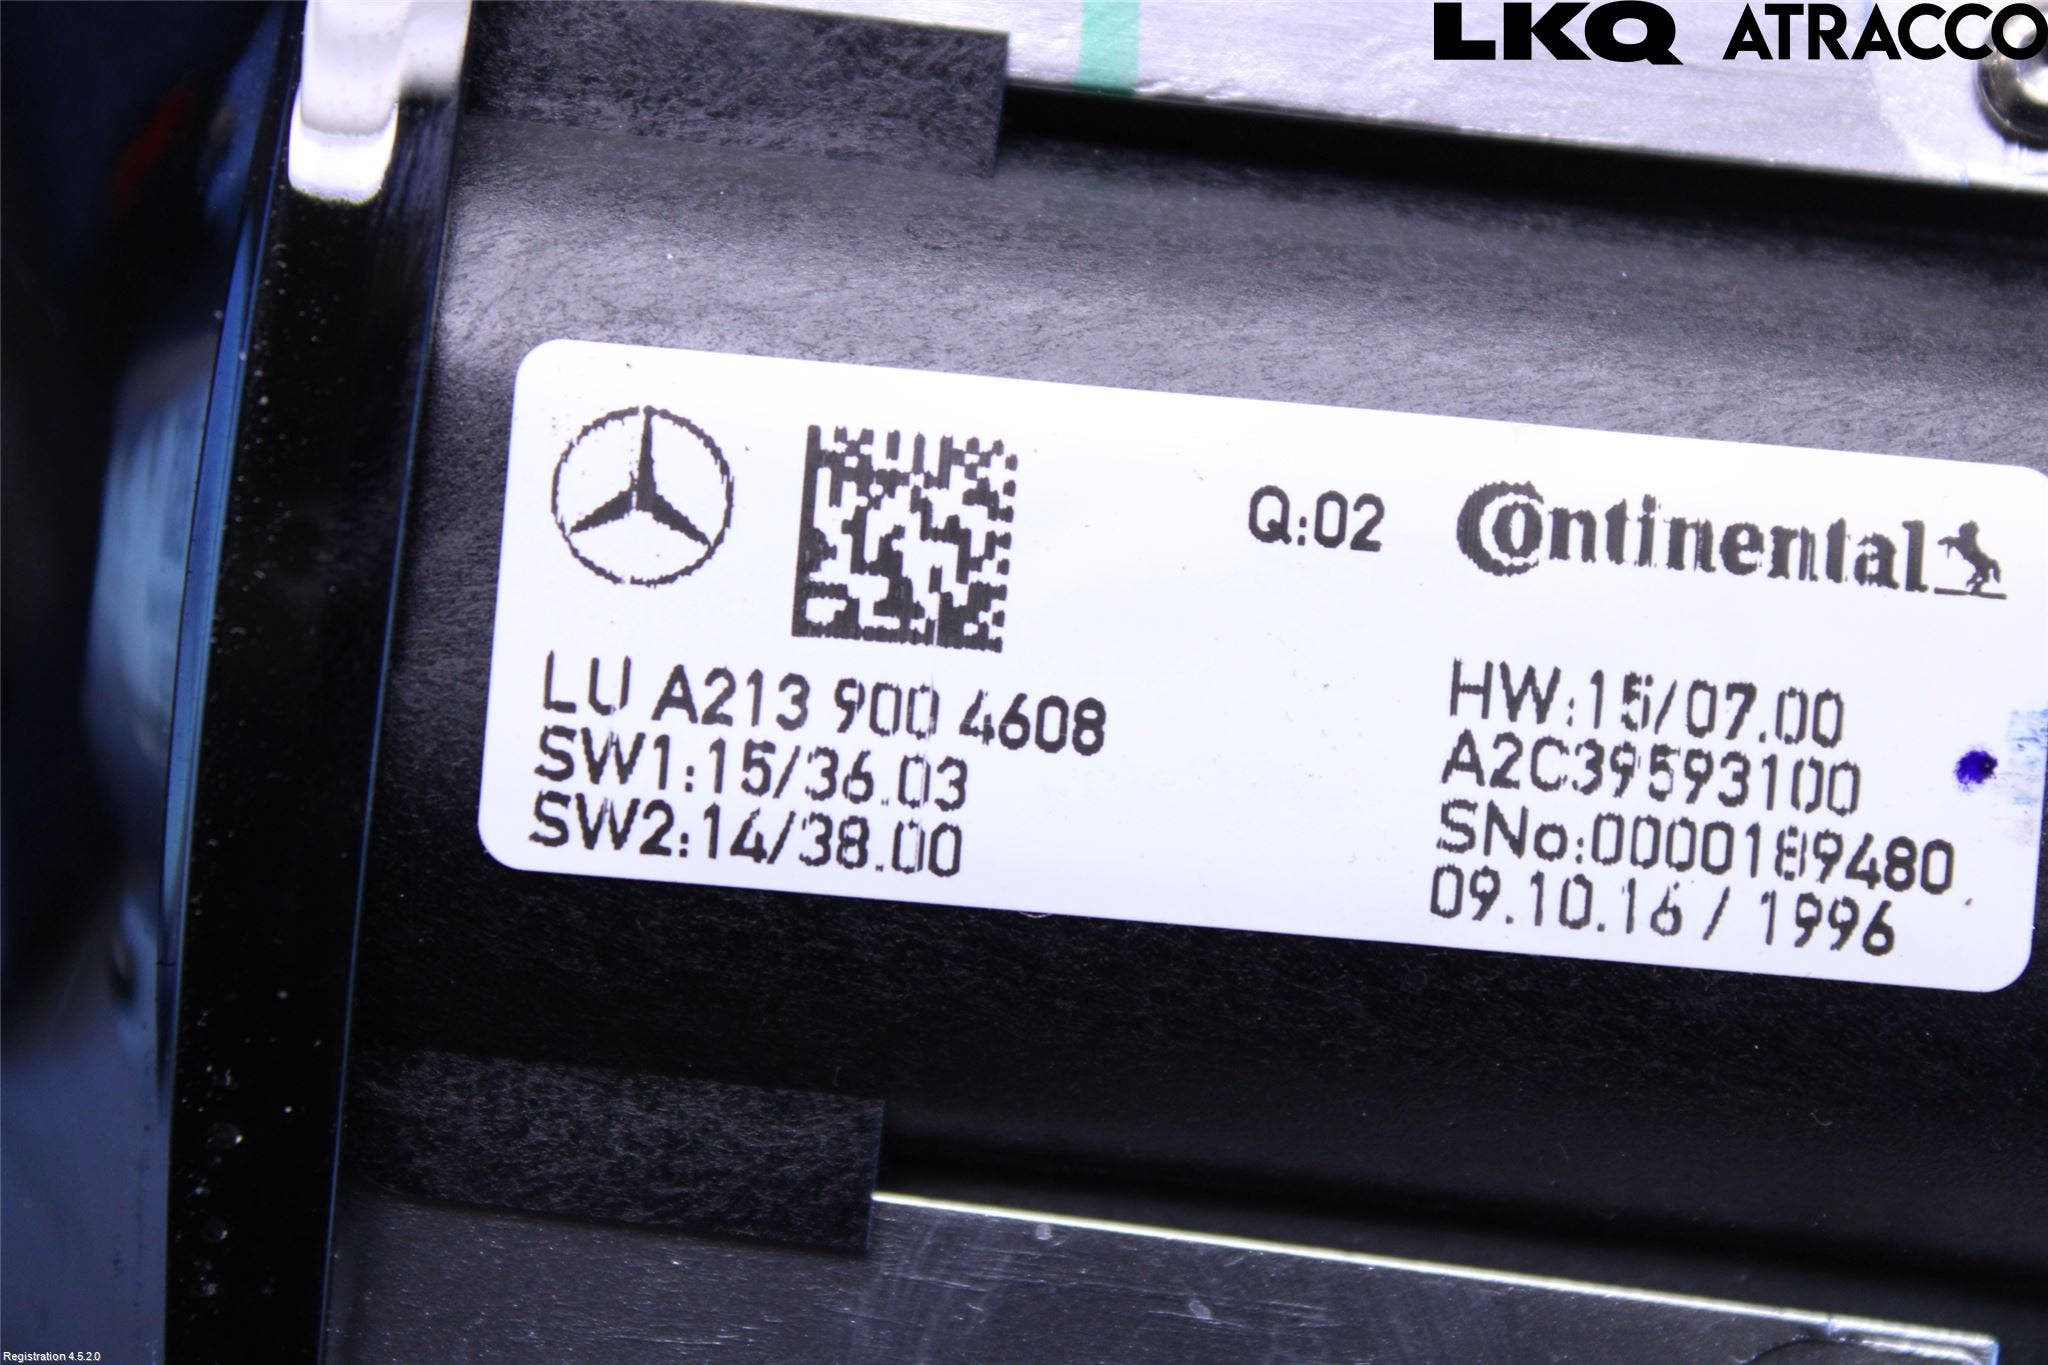 LKQ ATRACCO
Q:02 Continental
LU A213 900 4608
SW1:15/36.03
SW2:14/38.00
HW:15/07.00
A2C39593100
SNo:0000189480
09.10.16 / 1996
Registration 4.5.2.0